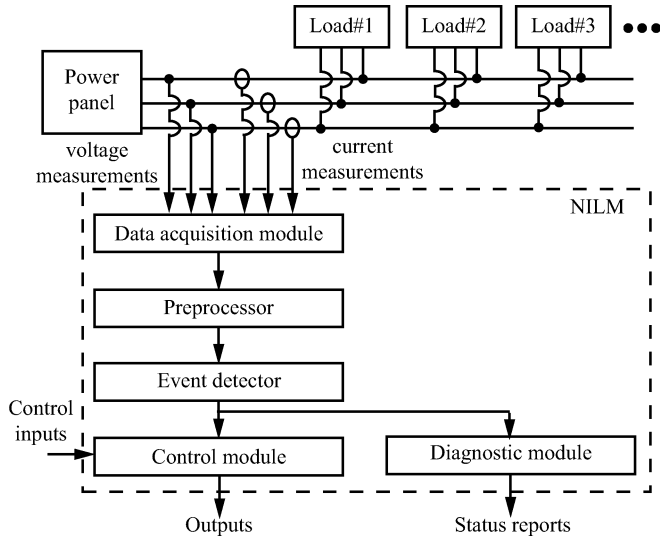 Load#1
Load#2
Load#3
Power
panel
voltage
measurements
current
measurements
NILM
Data acquisition module
Preprocessor
Event detector
Control
inputs
Control module
Diagnostic module
Outputs
Status reports